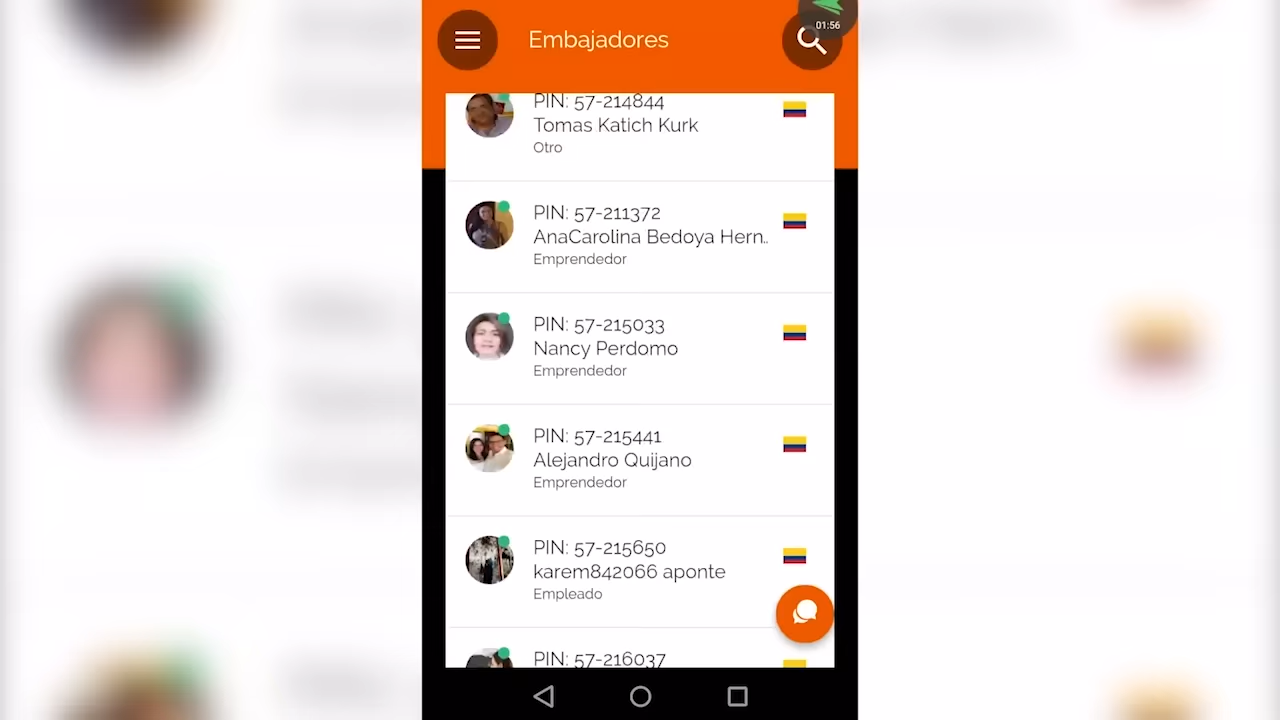 01:56
Embajadores
PIN: 57-214844
Tomas Katich Kurk
Otro
PIN: 57-211372
AnaCarolina Bedoya Hern..
Emprendedor
PIN: 57-215033
Nancy Perdomo
Emprendedor
PIN: 57-215441
Alejandro Quijano
Emprendedor
PIN: 57-215650
karem842066 aponte
Empleado
PIN: 57-216037